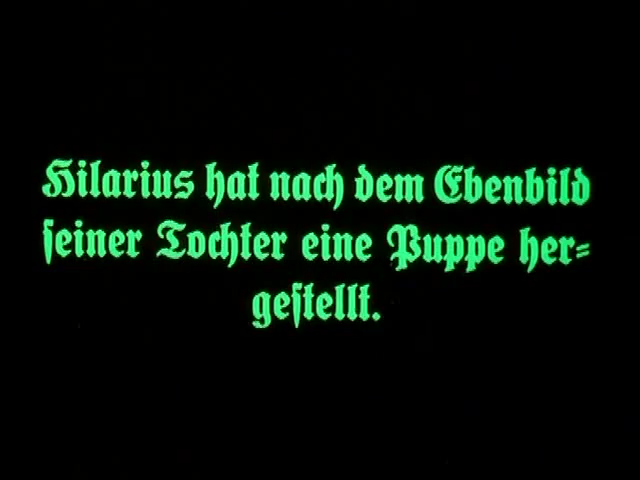 Hilarius hat nach dem Ebenbild
seiner Tochter eine Puppe her-
gestellt.